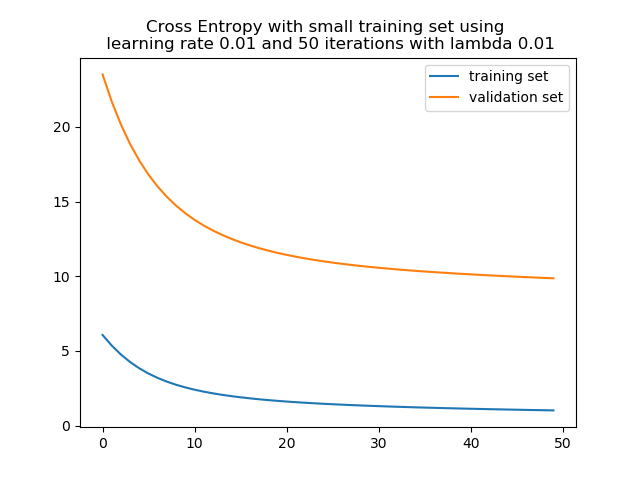 Cross Entropy with small training set using
learning rate 0.01 and 50 iterations with lambda 0.01
training set
validation set
20
15
10
5
0
0 10 20 30 40 50